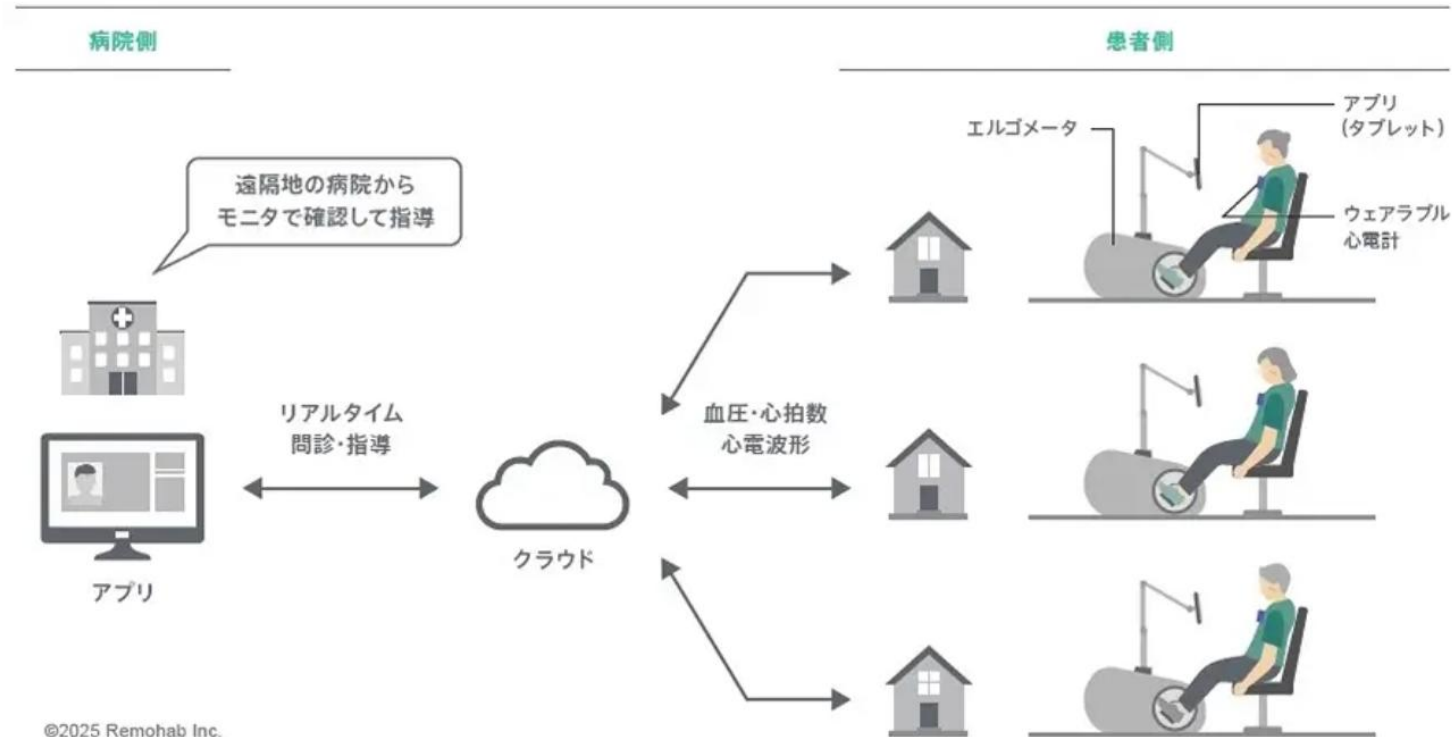 病院側
患者側
遠隔地の病院から
モニタで確認して指導
エルゴメータ
アプリ
(タブレット)
ウェアラブル
心電計
リアルタイム
問診・指導
血圧・心拍数
心電波形
クラウド
アプリ
©2025 Remohab Inc.